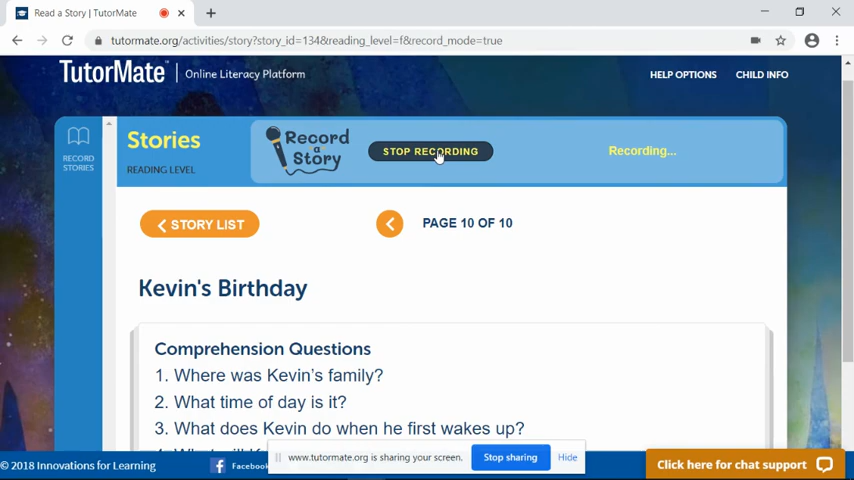 Read a Story | TutorMate
tutormate.org/activities/story?story_id=134&reading_level=f&record_mode=true
TutorMate™ | Online Literacy Platform
HELP OPTIONS CHILD INFO
RECORD
STORIES
Stories
READING LEVEL
Record
a
Story
STOP RECORDING
Recording...
STORY LIST
PAGE 10 OF 10
Kevin's Birthday
Comprehension Questions
1. Where was Kevin's family?
2. What time of day is it?
3. What does Kevin do when he first wakes up?
www.tutormate.org is sharing your screen. Stop sharing Hide
© 2018 Innovations for Learning
Facebook
Click here for chat support